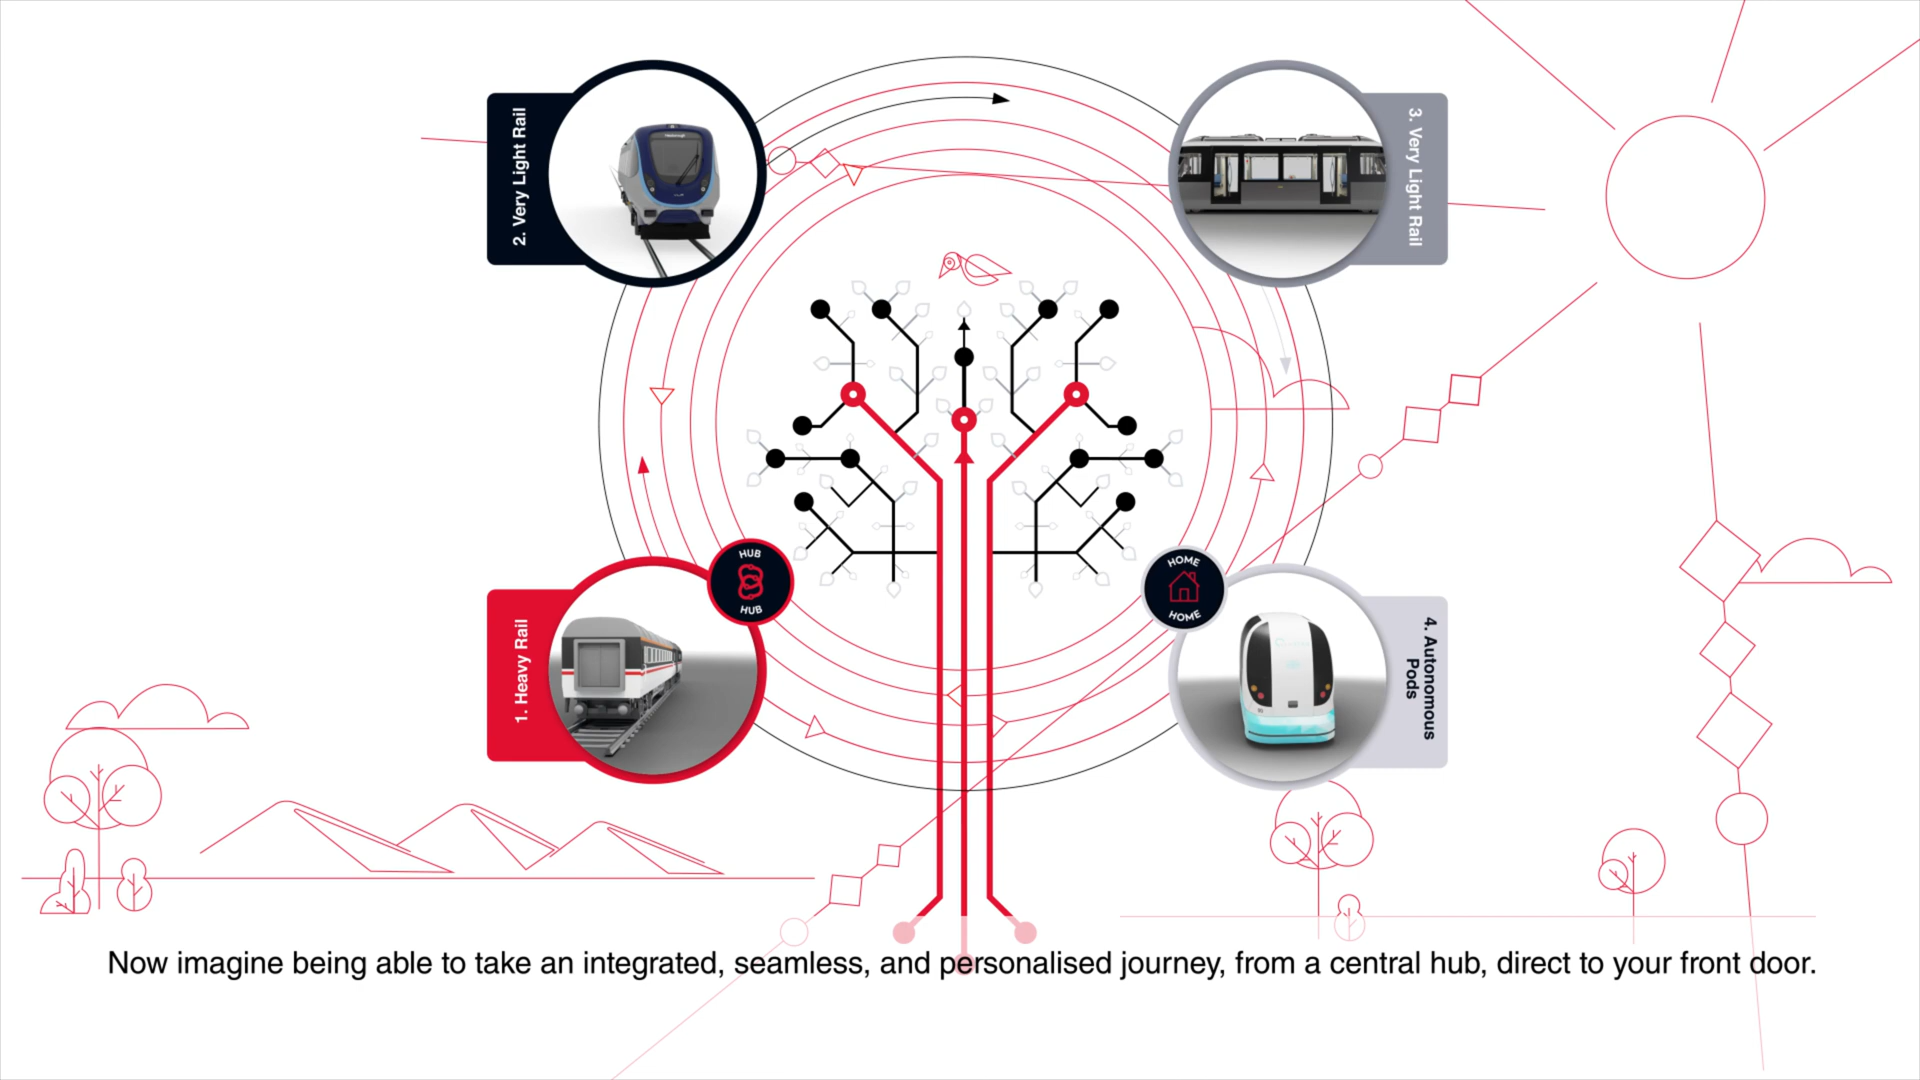 2. Very Light Rail
3. Very Light Rail
HUB
HUB
HOME
HOME
1. Heavy Rail
4. Autonomous
Pods
Now imagine being able to take an integrated, seamless, and personalised journey, from a central hub, direct to your front door.